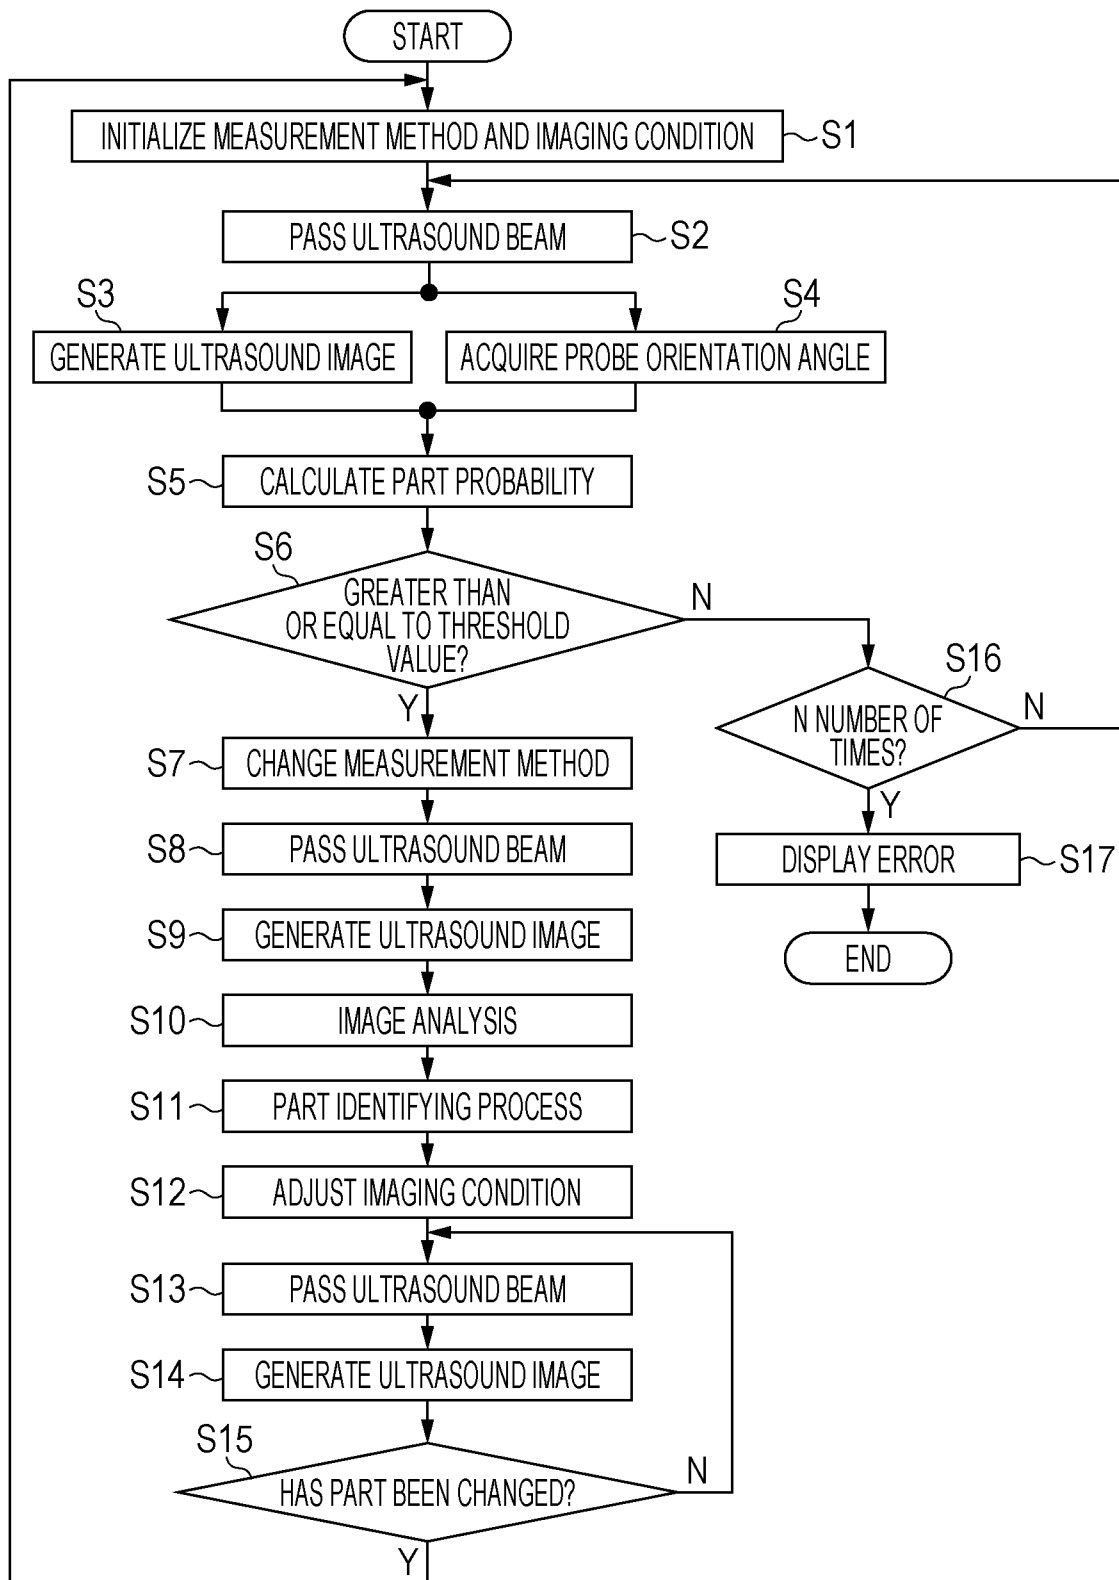 START
INITIALIZE MEASUREMENT METHOD AND IMAGING CONDITION
S1
PASS ULTRASOUND BEAM
S2
S3
GENERATE ULTRASOUND IMAGE
S4
ACQUIRE PROBE ORIENTATION ANGLE
S5
CALCULATE PART PROBABILITY
S6
GREATER THAN
OR EQUAL TO THRESHOLD
VALUE?
N
Y
S16
N NUMBER OF
TIMES?
N
Y
S7
CHANGE MEASUREMENT METHOD
S8
PASS ULTRASOUND BEAM
DISPLAY ERROR
S17
S9
GENERATE ULTRASOUND IMAGE
END
S10
IMAGE ANALYSIS
S11
PART IDENTIFYING PROCESS
S12
ADJUST IMAGING CONDITION
S13
PASS ULTRASOUND BEAM
S14
GENERATE ULTRASOUND IMAGE
S15
HAS PART BEEN CHANGED?
N
Y